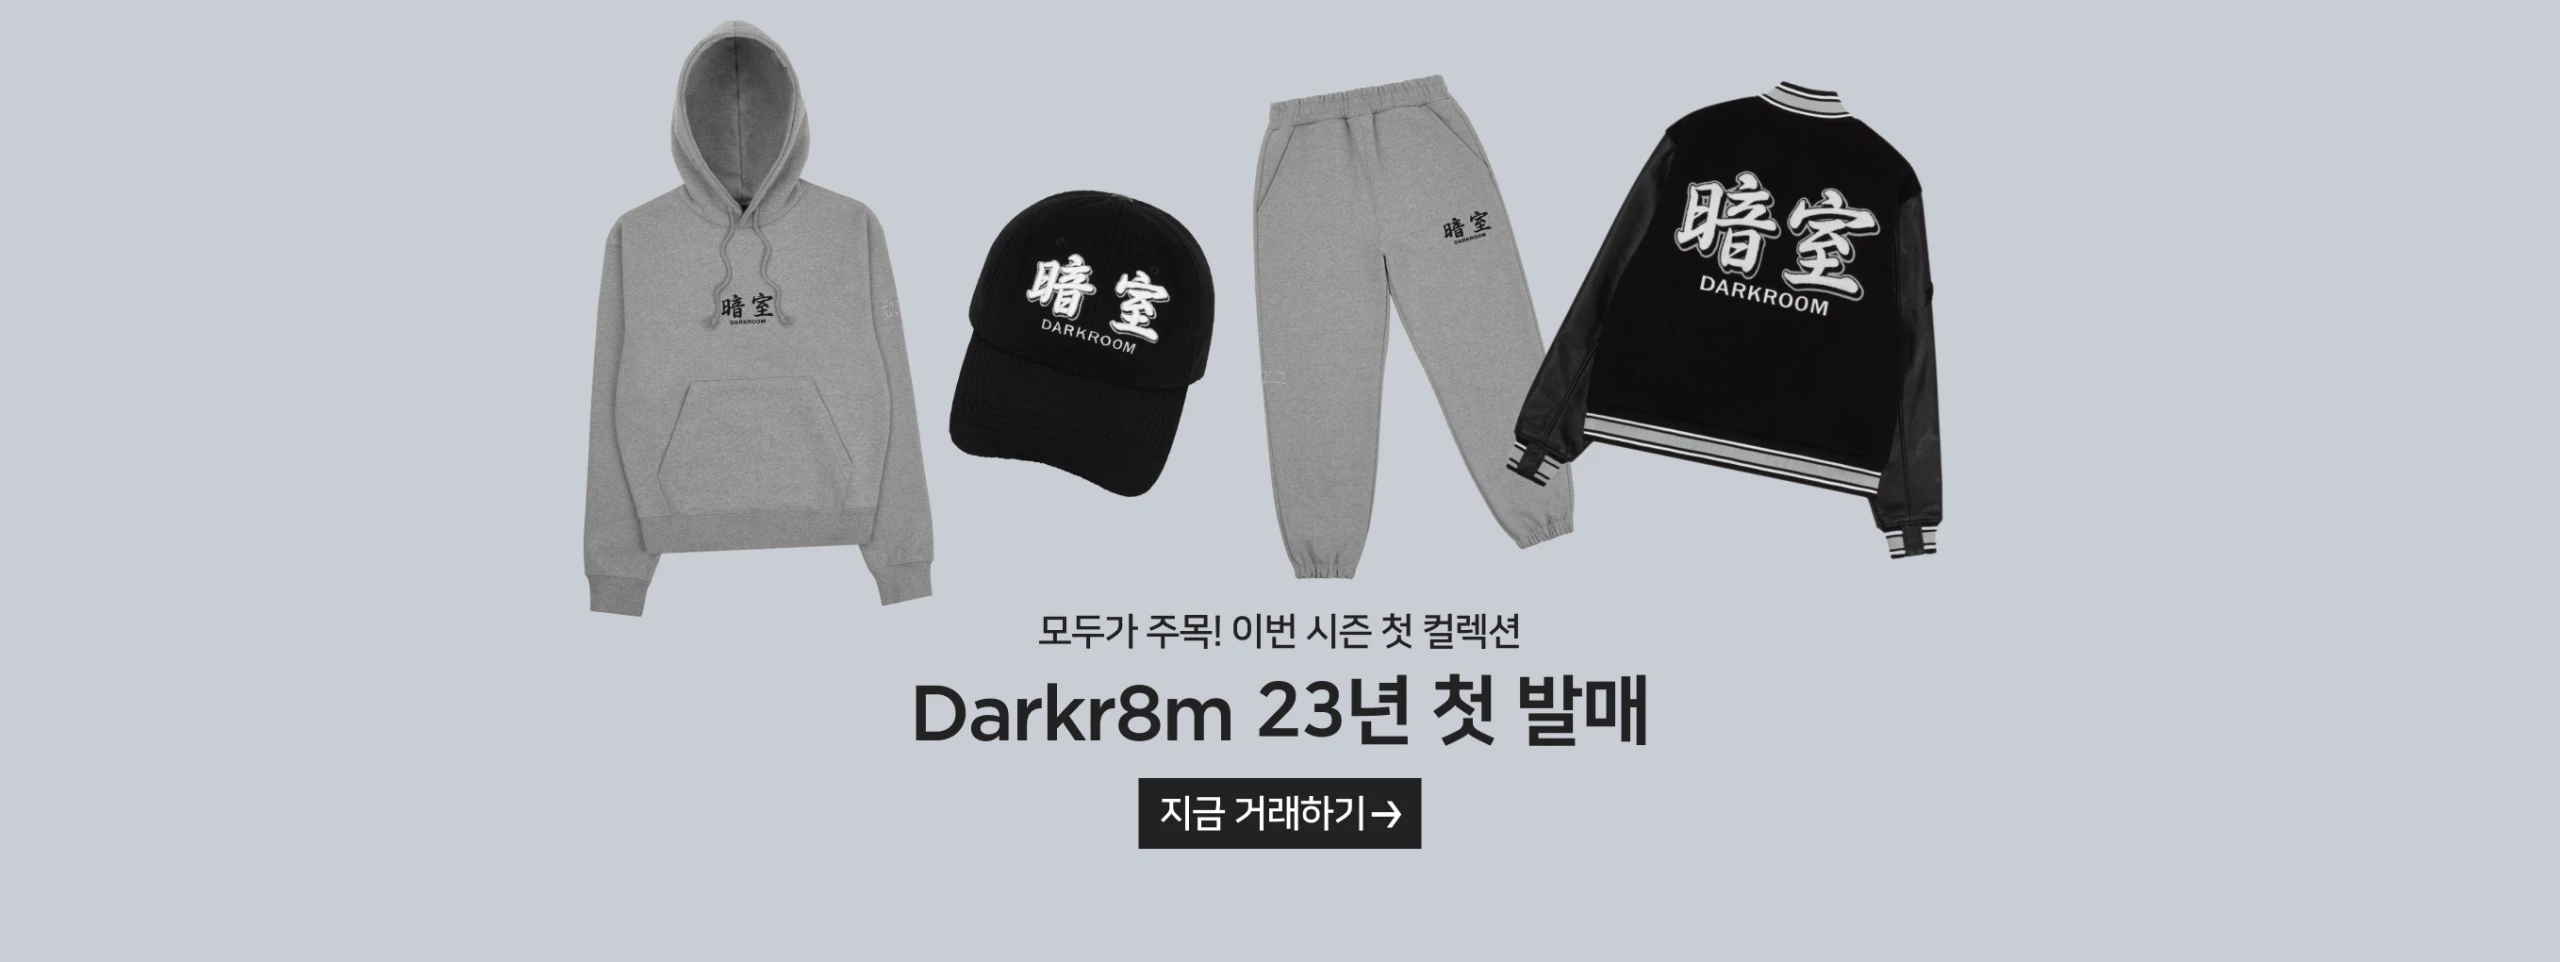 暗室
DARKROOM
暗室
DARKROOM
暗室
DARKROOM
暗室
DARKROOM
모두가 주목! 이번 시즌 첫 컬렉션
Darkr8m 23년 첫 발매
지금 거래하기→